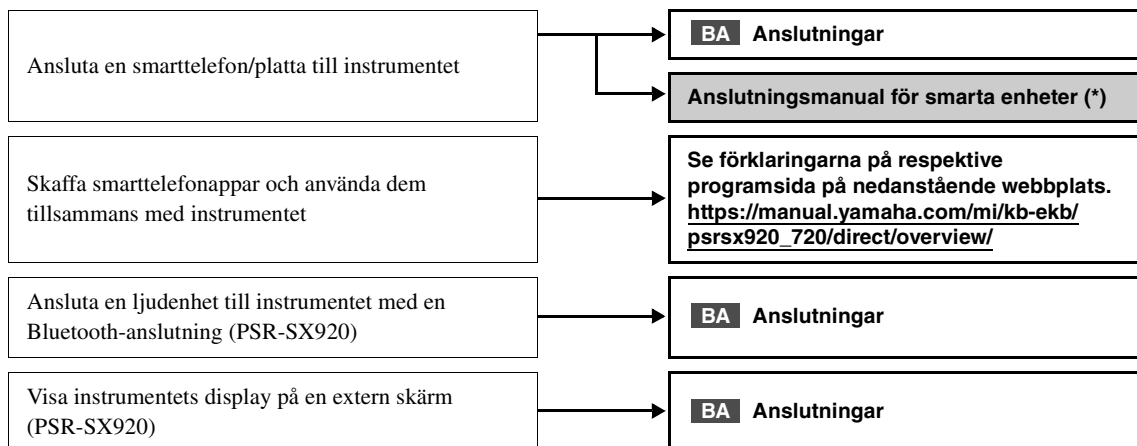 Ansluta en smarttelefon/platta till instrumentet
BA Anslutningar
Anslutningsmanual för smarta enheter (*)
Skaffa smarttelefonappar och använda dem
tillsammans med instrumentet
Se förklaringarna på respektive
programsida på nedanstående webbplats.
https://manual.yamaha.com/mi/kb-ekb/
psrsx920_720/direct/overview/
Ansluta en ljudenhet till instrumentet med en
Bluetooth-anslutning (PSR-SX920)
BA Anslutningar
Visa instrumentets display på en extern skärm
(PSR-SX920)
BA Anslutningar